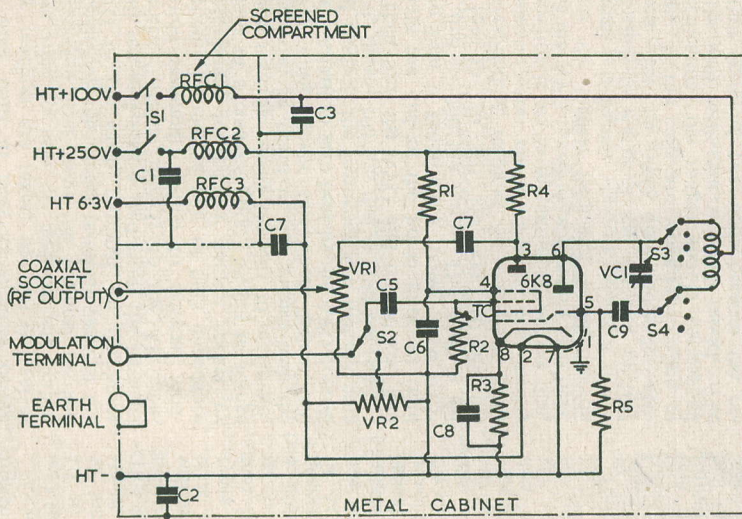 SCREENED
COMPARTMENT
HT+100V
RFC1
S1
C3
HT+250V
RFC2
C1
R1
R4
HT 6·3V
RFC3
C7
C7
3
6
S3
VR1
6K8
VC1
COAXIAL
SOCKET
(RF OUTPUT)
4
C5
TC
5
S2
C9
S4
MODULATION
TERMINAL
C6
R2
8
2
7
1
R3
EARTH
TERMINAL
VR2
C8
R5
HT-
C2
METAL CABINET